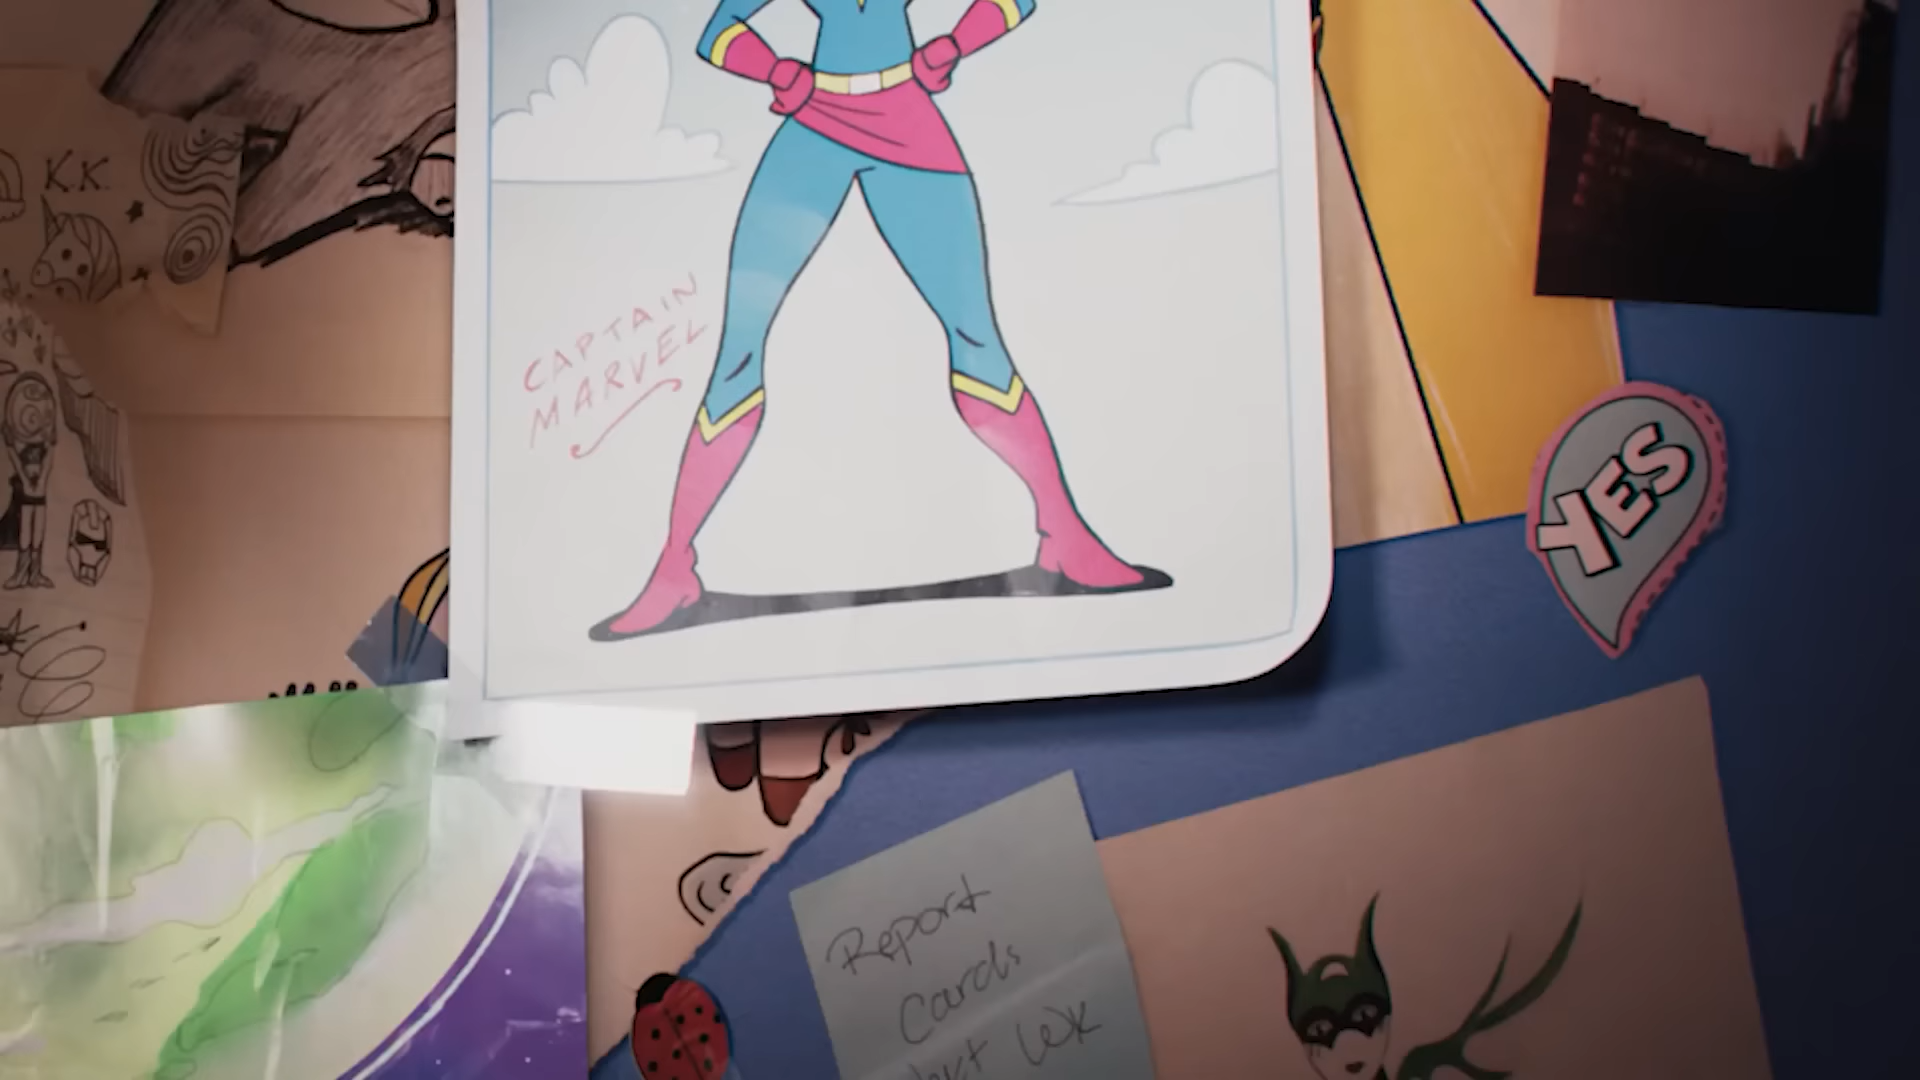 K.K.
CAPTAIN
MARVEL
YES
Report
Cards
Wk